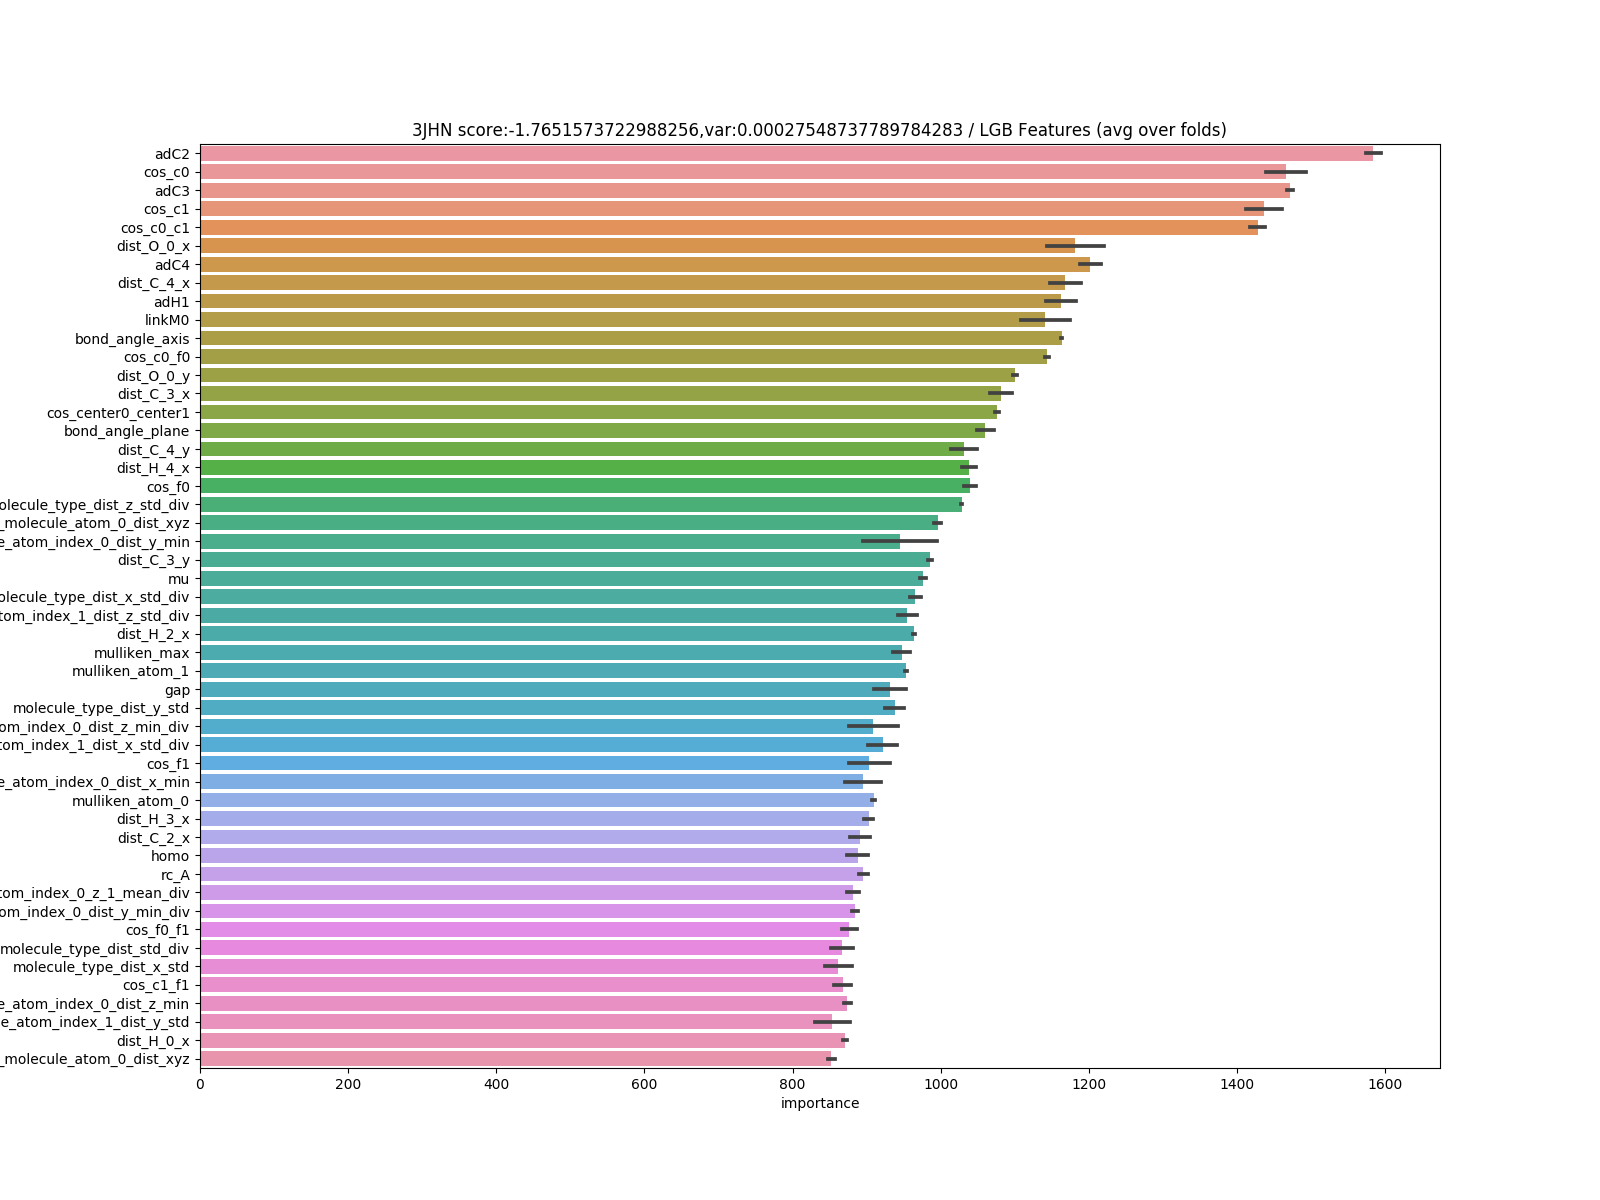 3JHN score:-1.7651573722988256,var:0.00027548737789784283 / LGB Features (avg over folds)
adC2
cos_c0
adC3
cos_c1
cos_c0_c1
dist_O_0_x
adC4
dist_C_4_x
adH1
linkM0
bond_angle_axis
cos_c0_f0
dist_O_0_y
dist_C_3_x
cos_center0_center1
bond_angle_plane
dist_C_4_y
dist_H_4_x
cos_f0
olecule_type_dist_z_std_div
_molecule_atom_0_dist_xyz
e_atom_index_0_dist_y_min
dist_C_3_y
mu
olecule_type_dist_x_std_div
tom_index_1_dist_z_std_div
dist_H_2_x
mulliken_max
mulliken_atom_1
gap
molecule_type_dist_y_std
om_index_0_dist_z_min_div
tom_index_1_dist_x_std_div
cos_f1
e_atom_index_0_dist_x_min
mulliken_atom_0
dist_H_3_x
dist_C_2_x
homo
rc_A
tom_index_0_z_1_mean_div
om_index_0_dist_y_min_div
cos_f0_f1
molecule_type_dist_std_div
molecule_type_dist_x_std
cos_c1_f1
e_atom_index_0_dist_z_min
e_atom_index_1_dist_y_std
dist_H_0_x
_molecule_atom_0_dist_xyz
0 200 400 600 800 1000 1200 1400 1600
importance